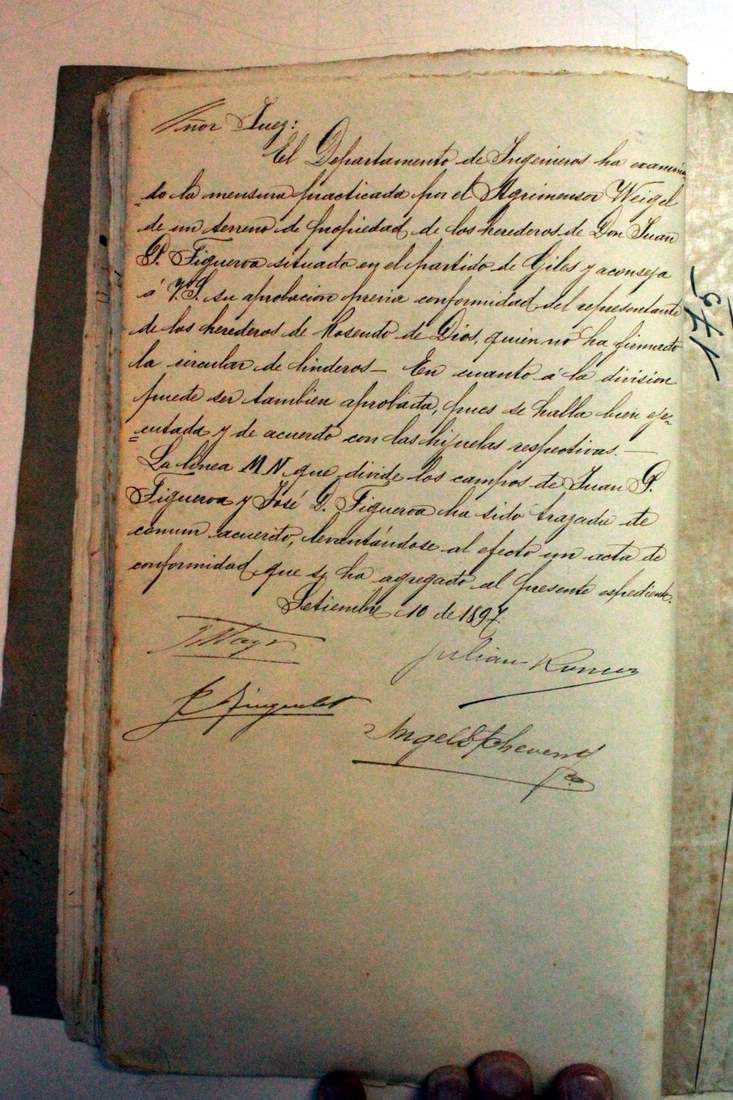 Señor Juez:
El Departamento de Ingenieros ha examina
=do la mensura practicada por el Agrimensor Weigel
de un terreno de propiedad de los herederos de Don Juan
G. Figueroa situado en el partido de Giles y aconseja
á V.S. su aprobacion previa conformidad del representante
de los herederos de Rosendo de Dios, quien no ha firmado
la circular de linderos – En cuanto á la division
puede ser tambien aprobada, pues se halla bien eje=
=cutada y de acuerdo con las hijuelas respectivas. —
La línea MN que divide los campos de Juan G.
Figueroa y José D. Figueroa ha sido trazada de
comun acuerdo, levantándose al efecto un acta de
conformidad que se ha agregado al presente espediente.
Setiembre 10 de 1897
Julian Romero
Angel Etcheverry
175